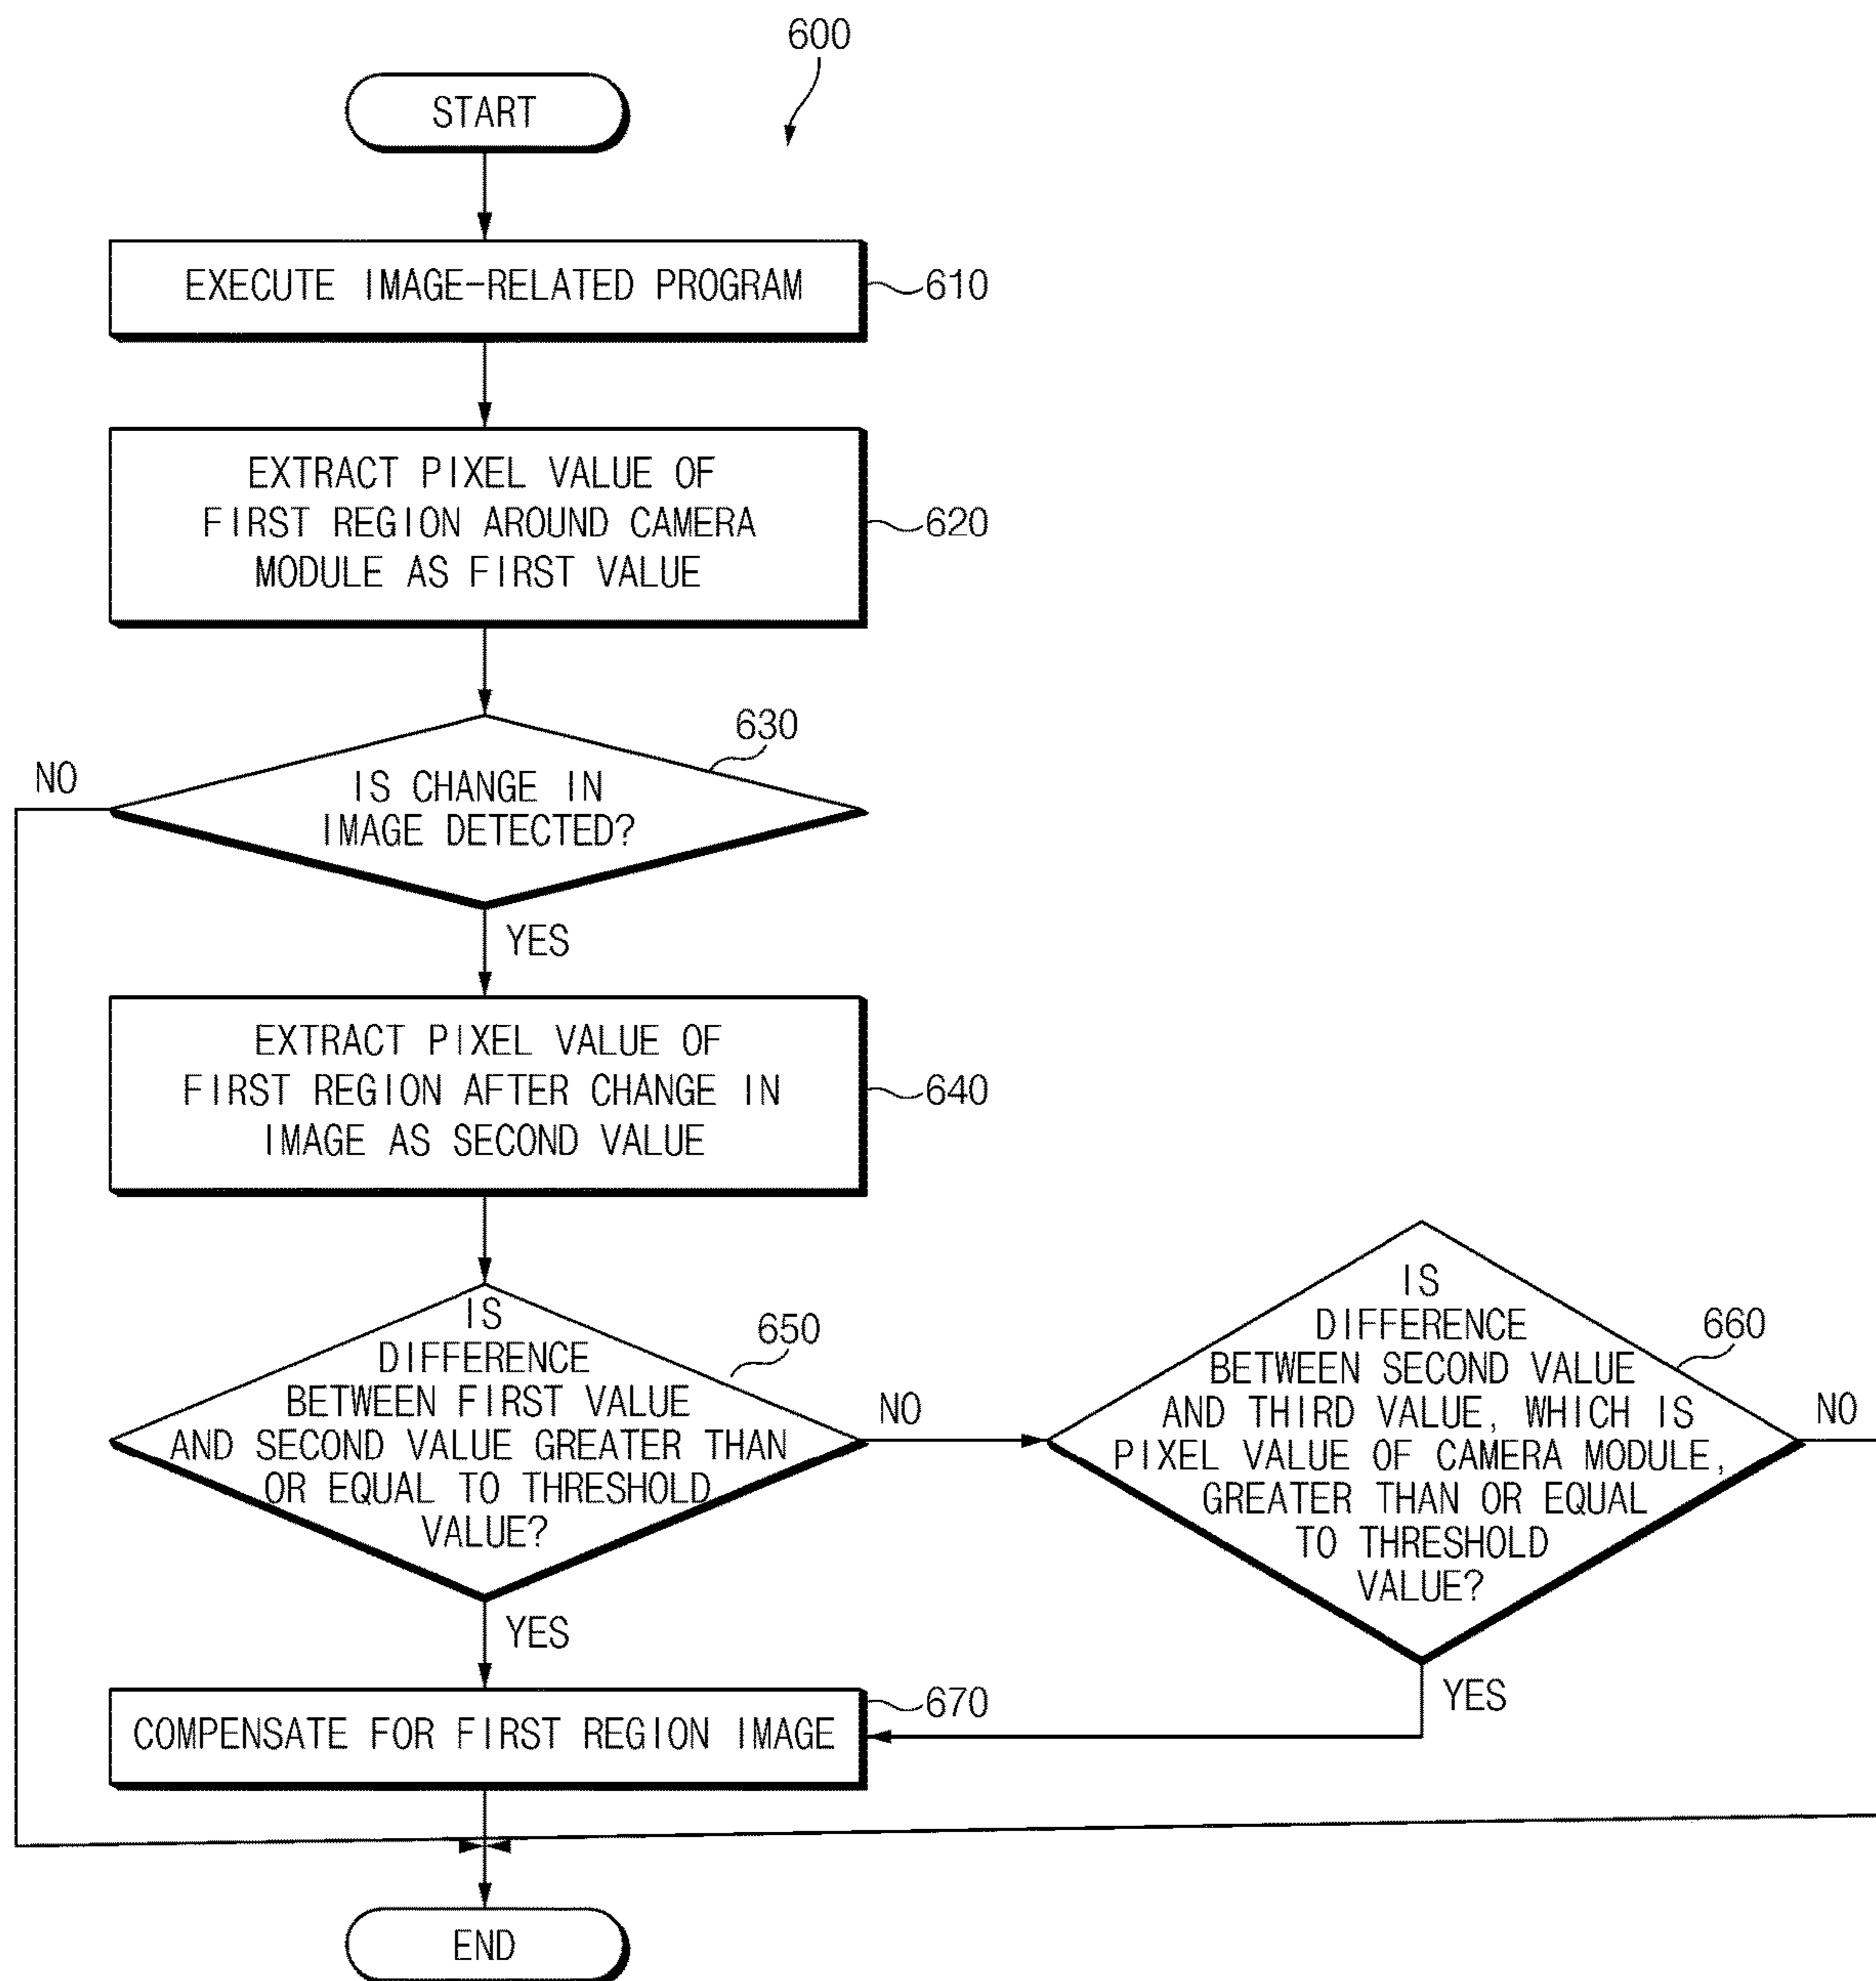 600
START
EXECUTE IMAGE-RELATED PROGRAM
610
EXTRACT PIXEL VALUE OF
FIRST REGION AROUND CAMERA
MODULE AS FIRST VALUE
620
630
NO
IS CHANGE IN
IMAGE DETECTED?
YES
EXTRACT PIXEL VALUE OF
FIRST REGION AFTER CHANGE IN
IMAGE AS SECOND VALUE
640
IS
DIFFERENCE
BETWEEN FIRST VALUE
AND SECOND VALUE GREATER THAN
OR EQUAL TO THRESHOLD
VALUE?
650
NO
YES
IS
DIFFERENCE
BETWEEN SECOND VALUE
AND THIRD VALUE, WHICH IS
PIXEL VALUE OF CAMERA MODULE,
GREATER THAN OR EQUAL
TO THRESHOLD
VALUE?
660
NO
YES
COMPENSATE FOR FIRST REGION IMAGE
670
END